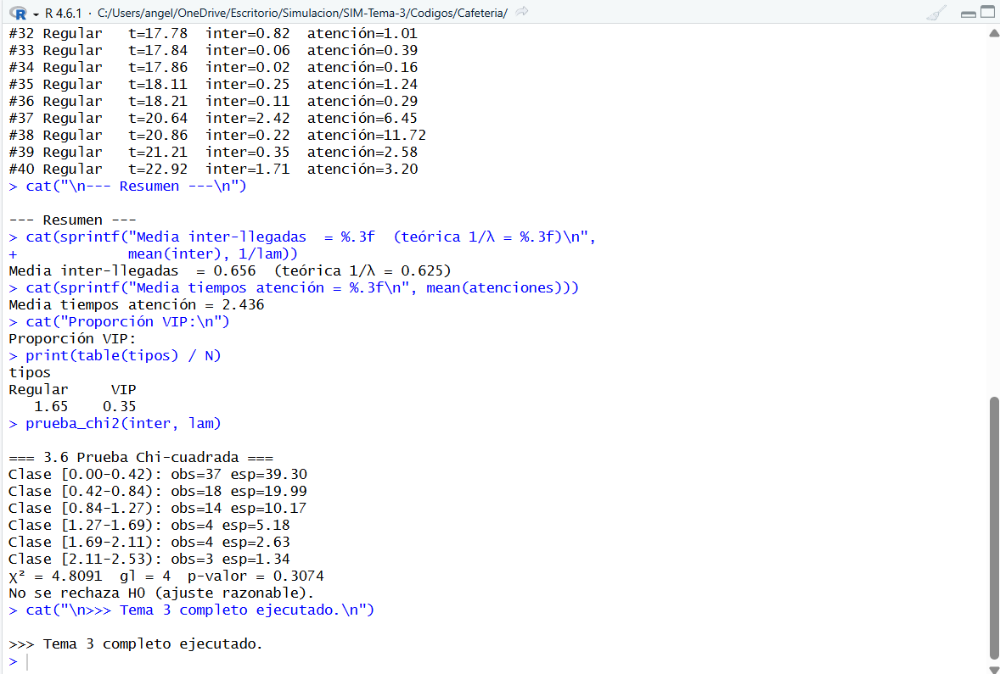 R 4.6.1 · C:/Users/angel/OneDrive/Escritorio/Simulacion/SIM-Tema-3/Codigos/Cafeteria/
#32 Regular   t=17.78  inter=0.82  atención=1.01
#33 Regular   t=17.84  inter=0.06  atención=0.39
#34 Regular   t=17.86  inter=0.02  atención=0.16
#35 Regular   t=18.11  inter=0.25  atención=1.24
#36 Regular   t=18.21  inter=0.11  atención=0.29
#37 Regular   t=20.64  inter=2.42  atención=6.45
#38 Regular   t=20.86  inter=0.22  atención=11.72
#39 Regular   t=21.21  inter=0.35  atención=2.58
#40 Regular   t=22.92  inter=1.71  atención=3.20
> cat("\n--- Resumen ---\n")
--- Resumen ---
> cat(sprintf("Media inter-llegadas  = %.3f  (teórica 1/λ = %.3f)\n",
+             mean(inter), 1/lam))
Media inter-llegadas  = 0.656  (teórica 1/λ = 0.625)
> cat(sprintf("Media tiempos atención = %.3f\n", mean(atenciones)))
Media tiempos atención = 2.436
> cat("Proporción VIP:\n")
Proporción VIP:
> print(table(tipos) / N)
tipos
Regular     VIP
   1.65    0.35
> prueba_chi2(inter, lam)
=== 3.6 Prueba Chi-cuadrada ===
Clase [0.00-0.42): obs=37 esp=39.30
Clase [0.42-0.84): obs=18 esp=19.99
Clase [0.84-1.27): obs=14 esp=10.17
Clase [1.27-1.69): obs=4 esp=5.18
Clase [1.69-2.11): obs=4 esp=2.63
Clase [2.11-2.53): obs=3 esp=1.34
χ² = 4.8091  gl = 4  p-valor = 0.3074
No se rechaza H0 (ajuste razonable).
> cat("\n>>> Tema 3 completo ejecutado.\n")
>>> Tema 3 completo ejecutado.
>